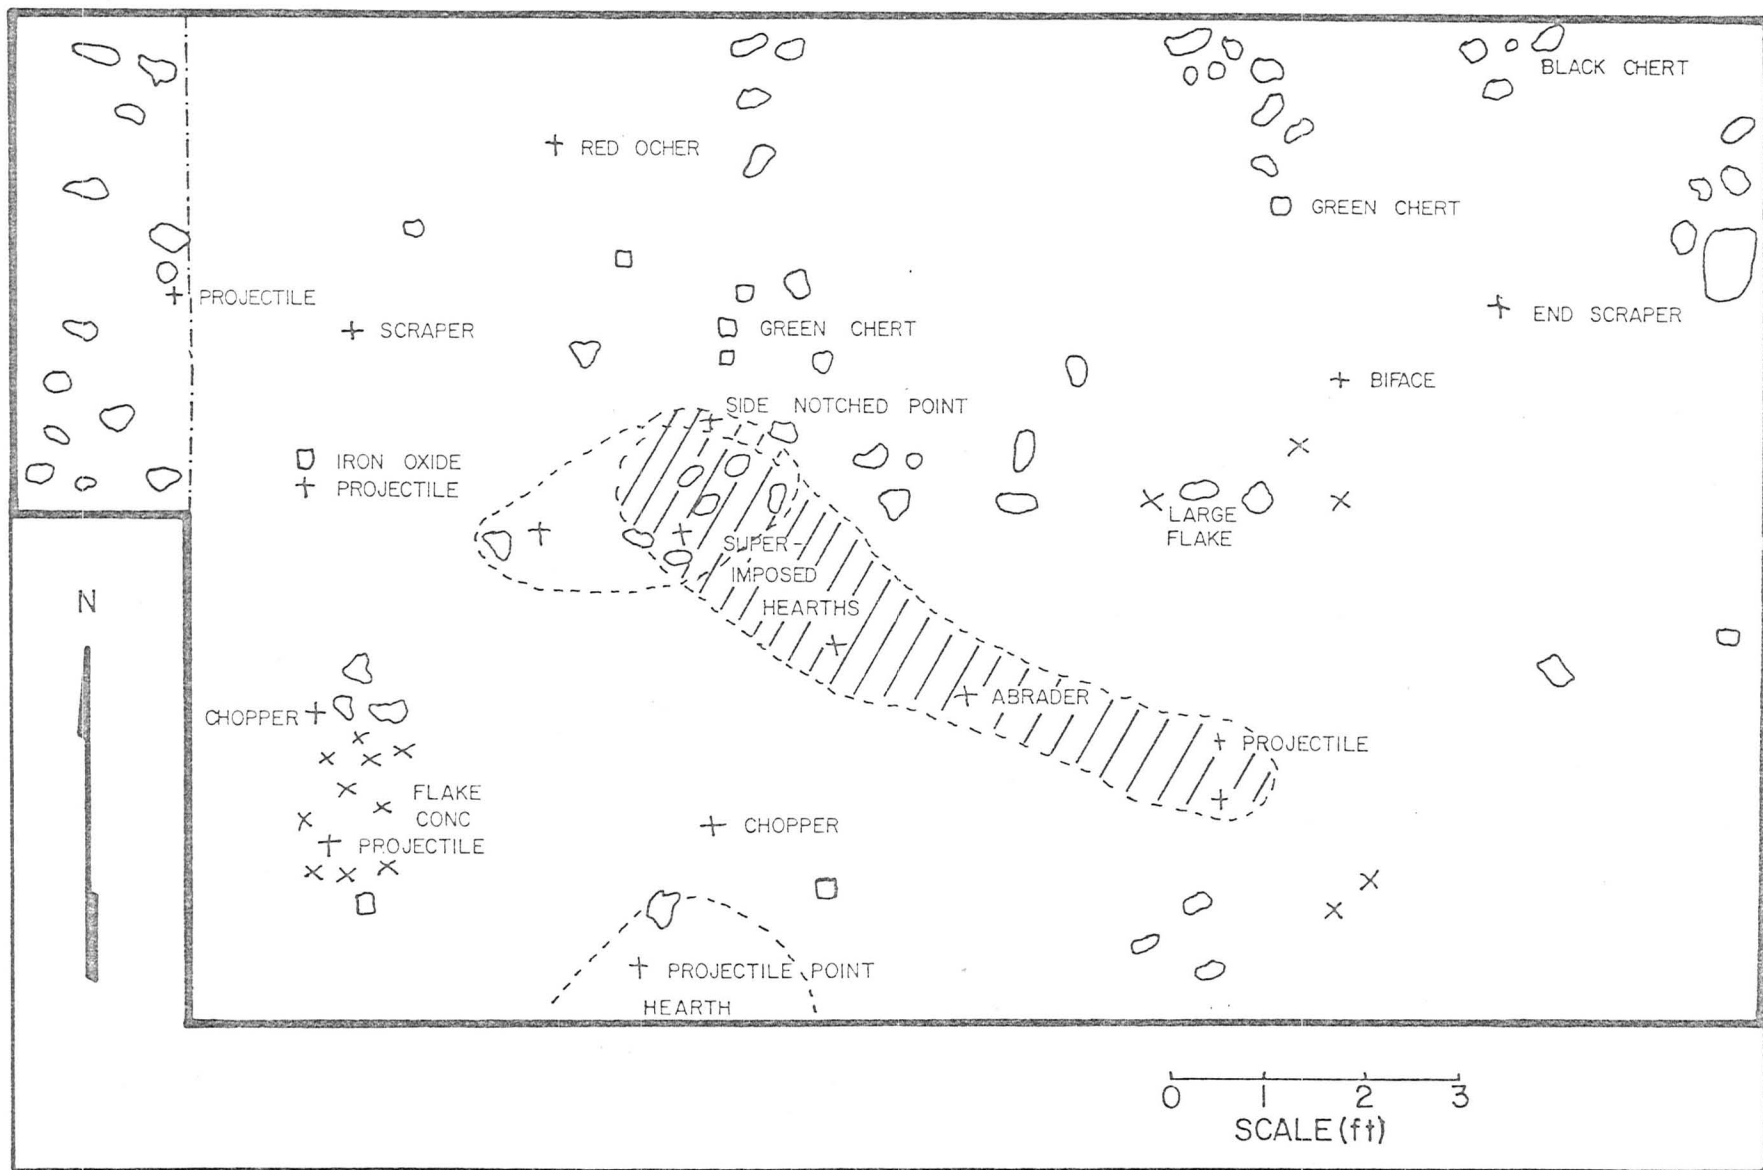 BLACK CHERT
RED OCHER
GREEN CHERT
PROJECTILE
END SCRAPER
SCRAPER
GREEN CHERT
BIFACE
SIDE NOTCHED POINT
IRON OXIDE
PROJECTILE
LARGE
FLAKE
SUPER-
IMPOSED
HEARTHS
N
ABRADER
CHOPPER
PROJECTILE
FLAKE
CONC
CHOPPER
PROJECTILE
PROJECTILE POINT
HEARTH
0 1 2 3
SCALE (ft)